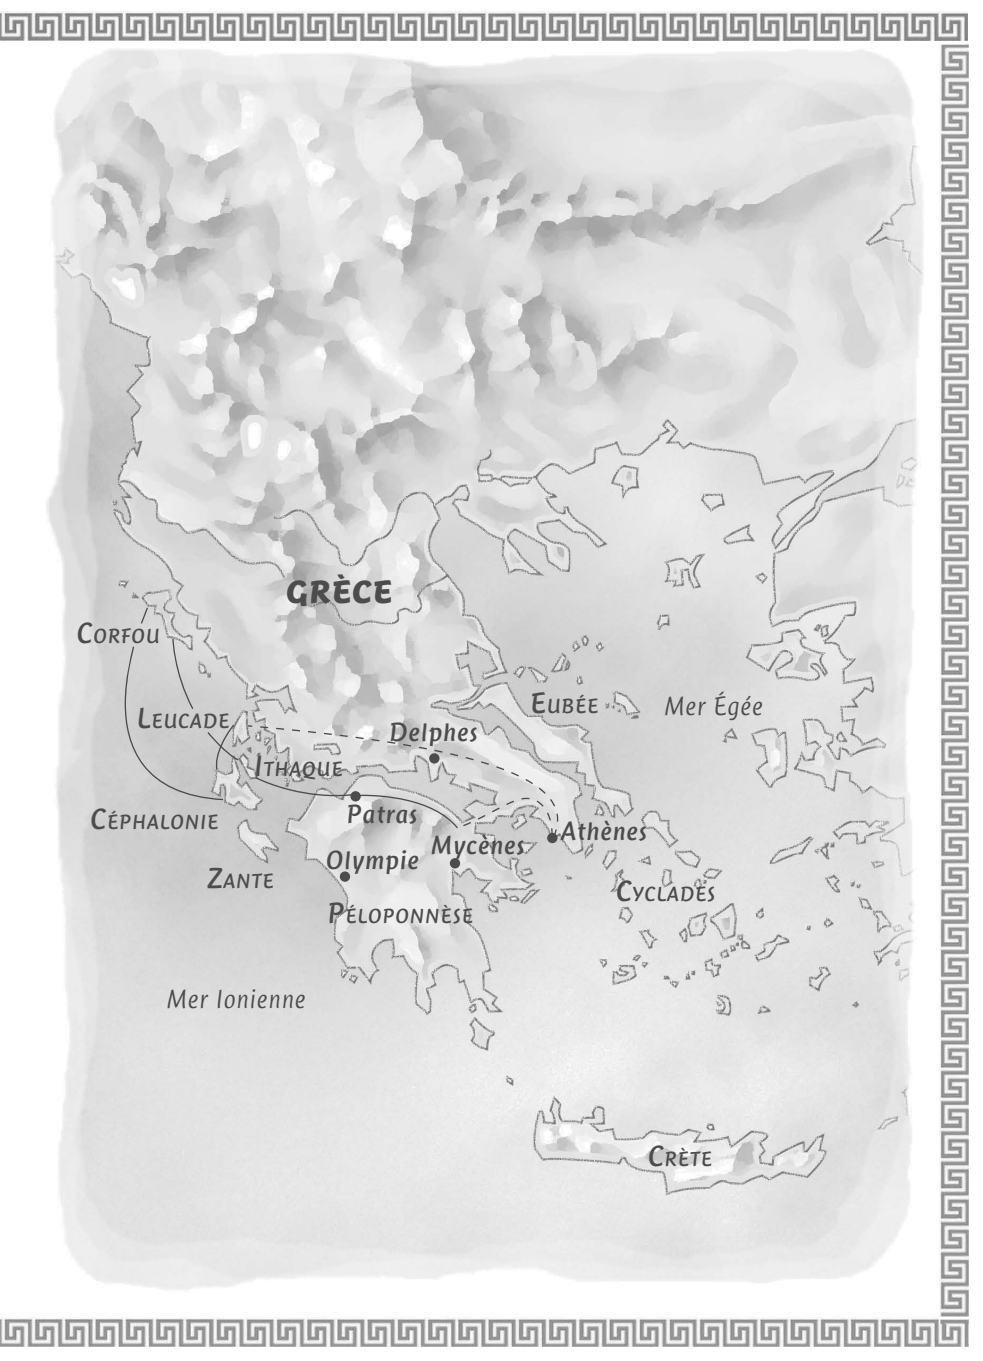 GRÈCE
CORFOU
LEUCADE
Delphes
EUBÉE
Mer Égée
ITHAQUE
CÉPHALONIE
Patras
Mycènes
Athènes
Olympie
ZANTE
CYCLADES
PÉLOPONNÈSE
Mer Ionienne
CRÈTE